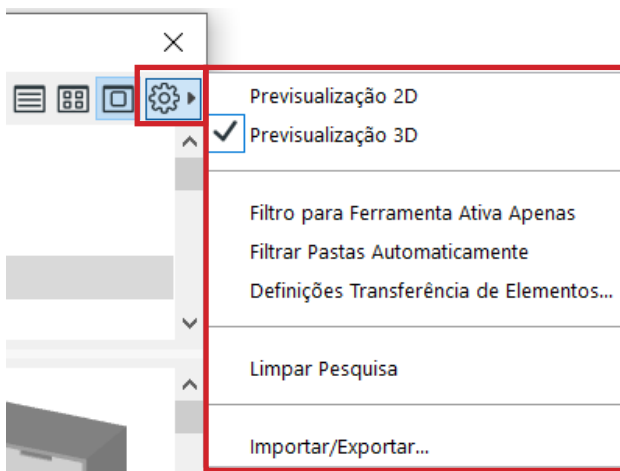 Previsualização 2D
Previsualização 3D
Filtro para Ferramenta Ativa Apenas
Filtrar Pastas Automaticamente
Definições Transferência de Elementos...
Limpar Pesquisa
Importar/Exportar...